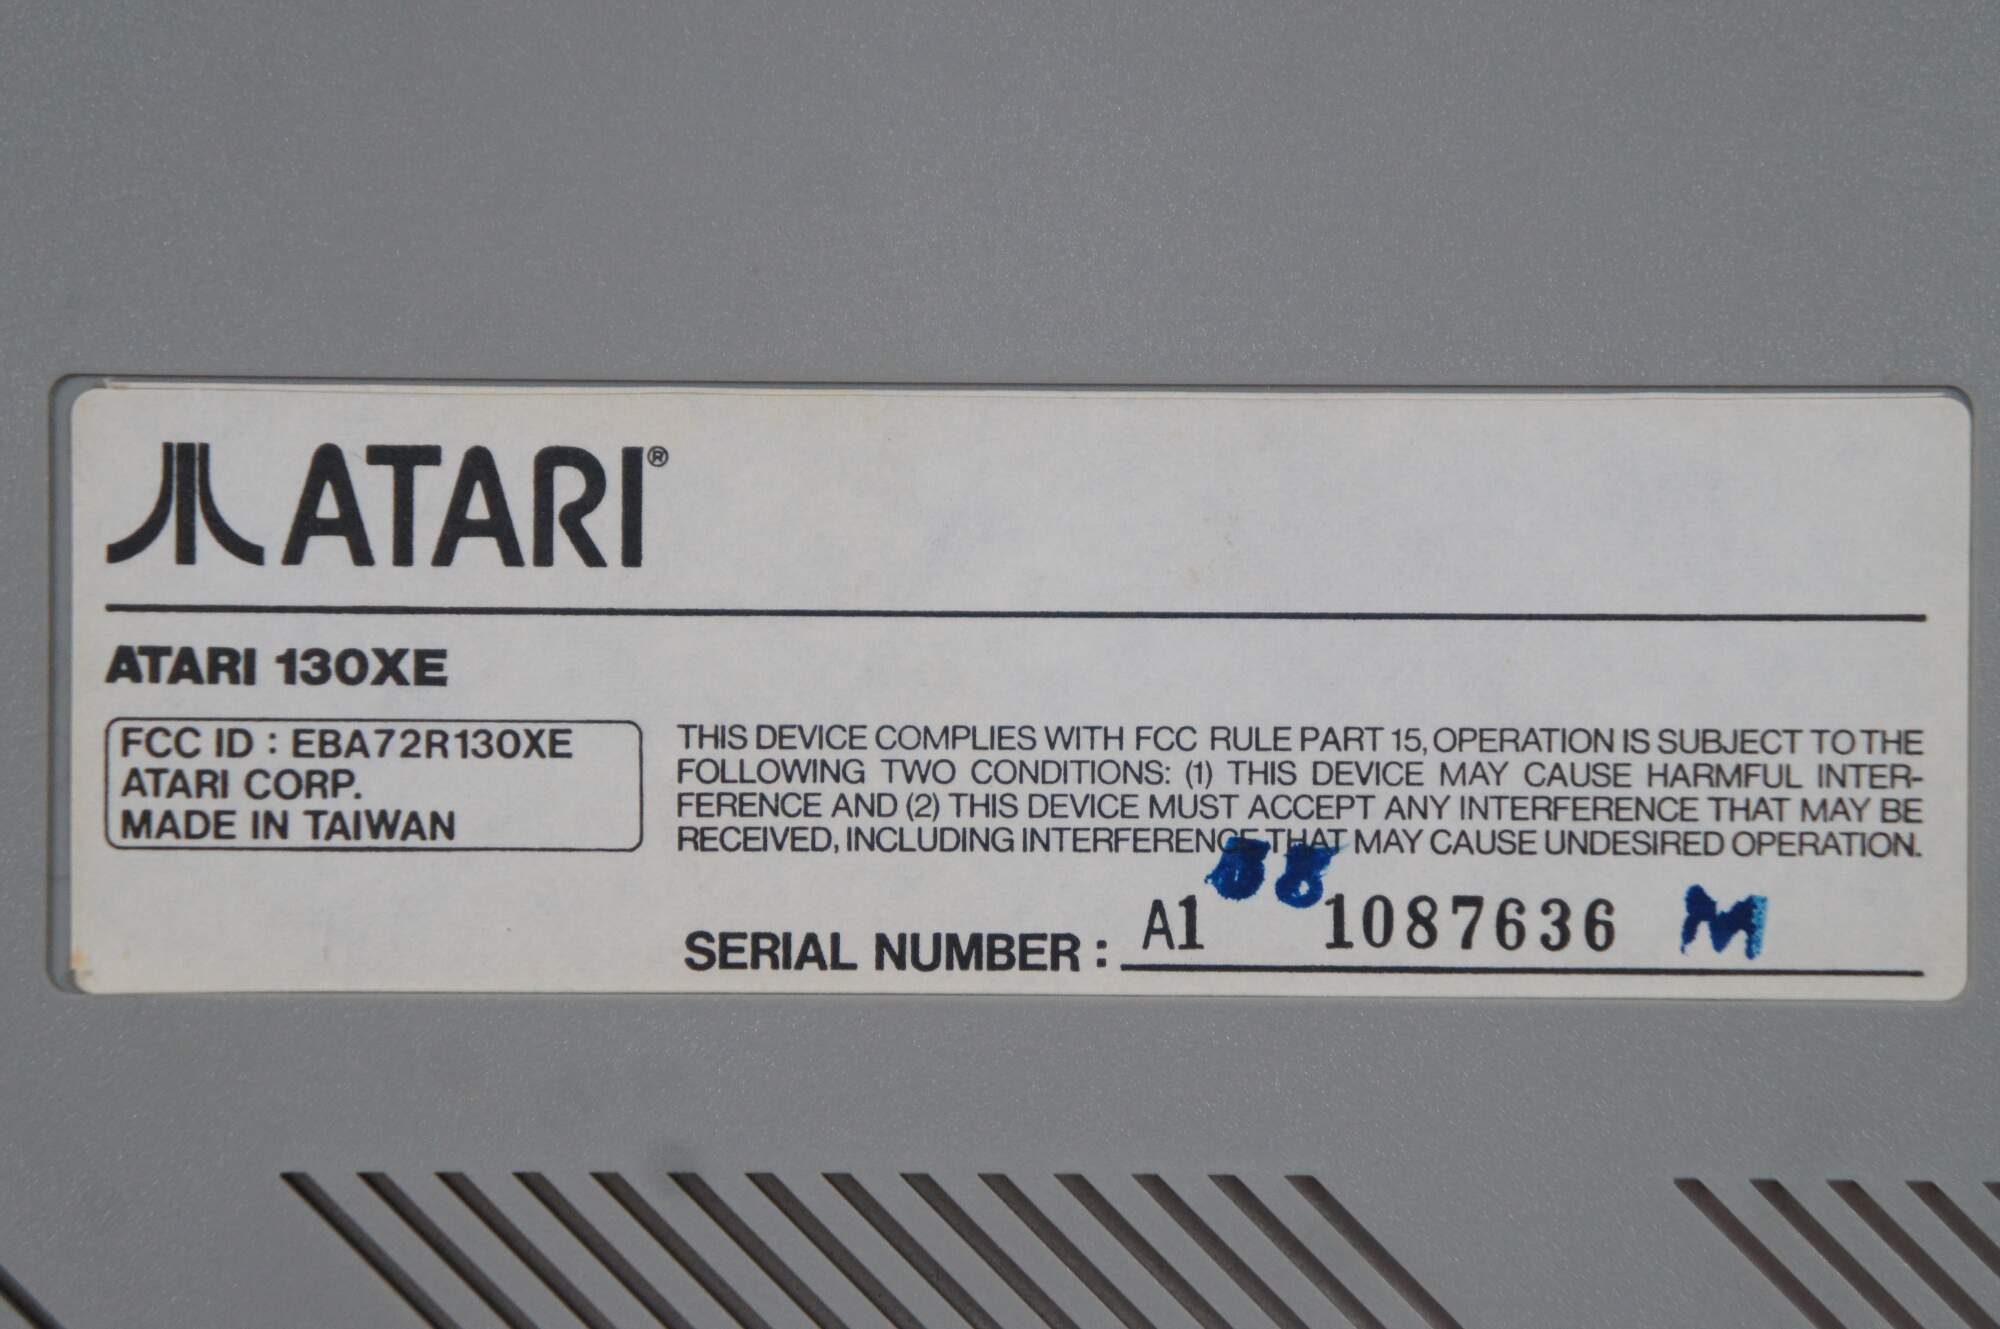 ATARI®
ATARI 130XE
FCC ID : EBA72R130XE
ATARI CORP.
MADE IN TAIWAN
THIS DEVICE COMPLIES WITH FCC RULE PART 15, OPERATION IS SUBJECT TO THE
FOLLOWING TWO CONDITIONS: (1) THIS DEVICE MAY CAUSE HARMFUL INTER-
FERENCE AND (2) THIS DEVICE MUST ACCEPT ANY INTERFERENCE THAT MAY BE
RECEIVED, INCLUDING INTERFERENCE THAT MAY CAUSE UNDESIRED OPERATION.
SERIAL NUMBER : A1 1087636 M